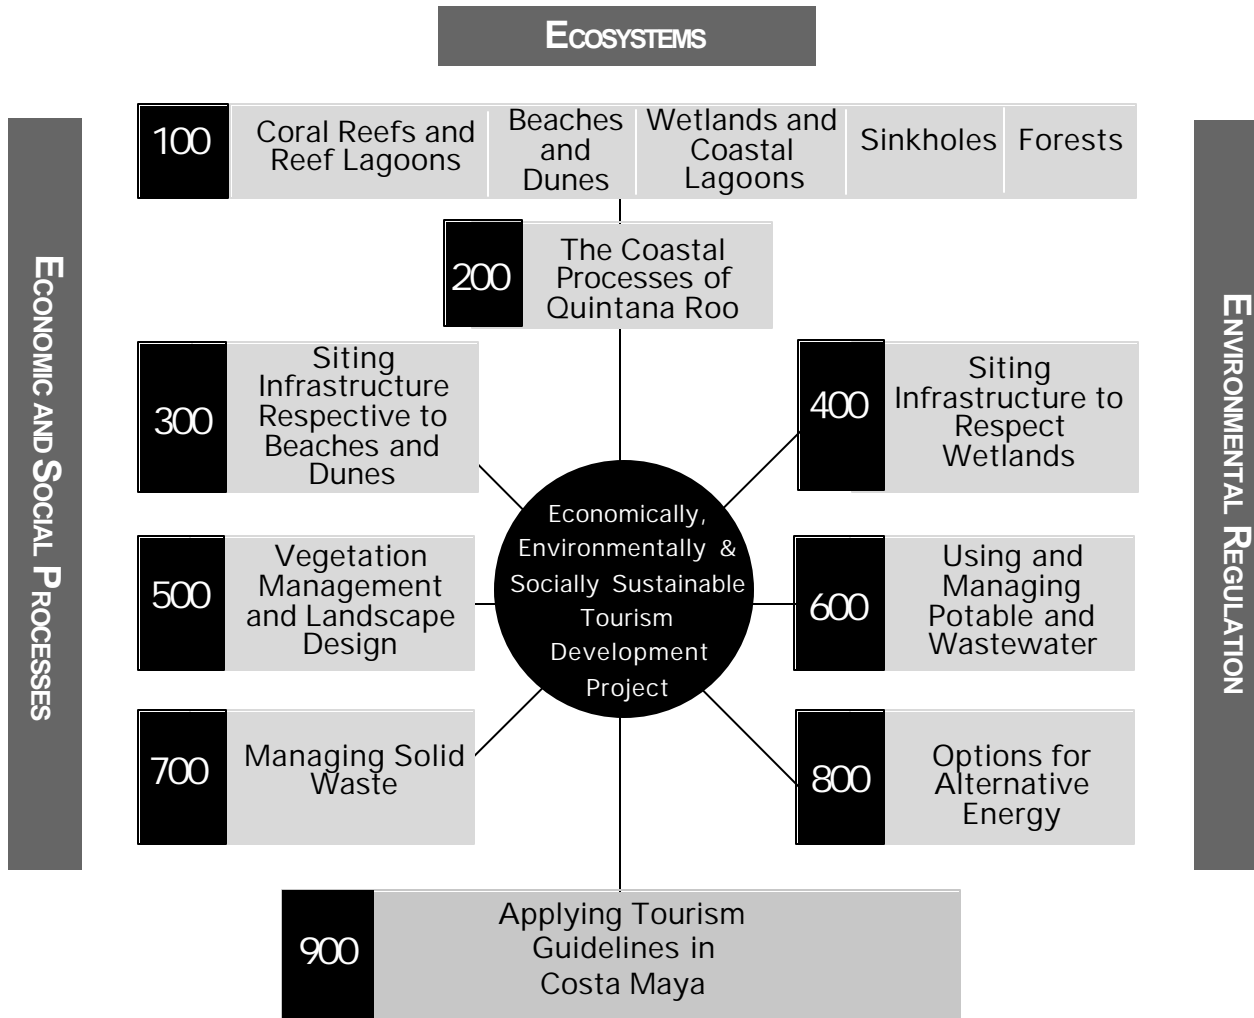 ECOSYSTEMS
ECONOMIC AND SOCIAL PROCESSES
ENVIRONMENTAL REGULATION
100
Coral Reefs and
Reef Lagoons
Beaches
and
Dunes
Wetlands and
Coastal
Lagoons
Sinkholes
Forests
200
The Coastal
Processes of
Quintana Roo
300
Siting
Infrastructure
Respective to
Beaches and
Dunes
400
Siting
Infrastructure to
Respect
Wetlands
Economically,
Environmentally &
Socially Sustainable
Tourism
Development
Project
500
Vegetation
Management
and Landscape
Design
600
Using and
Managing
Potable and
Wastewater
700
Managing Solid
Waste
800
Options for
Alternative
Energy
900
Applying Tourism
Guidelines in
Costa Maya